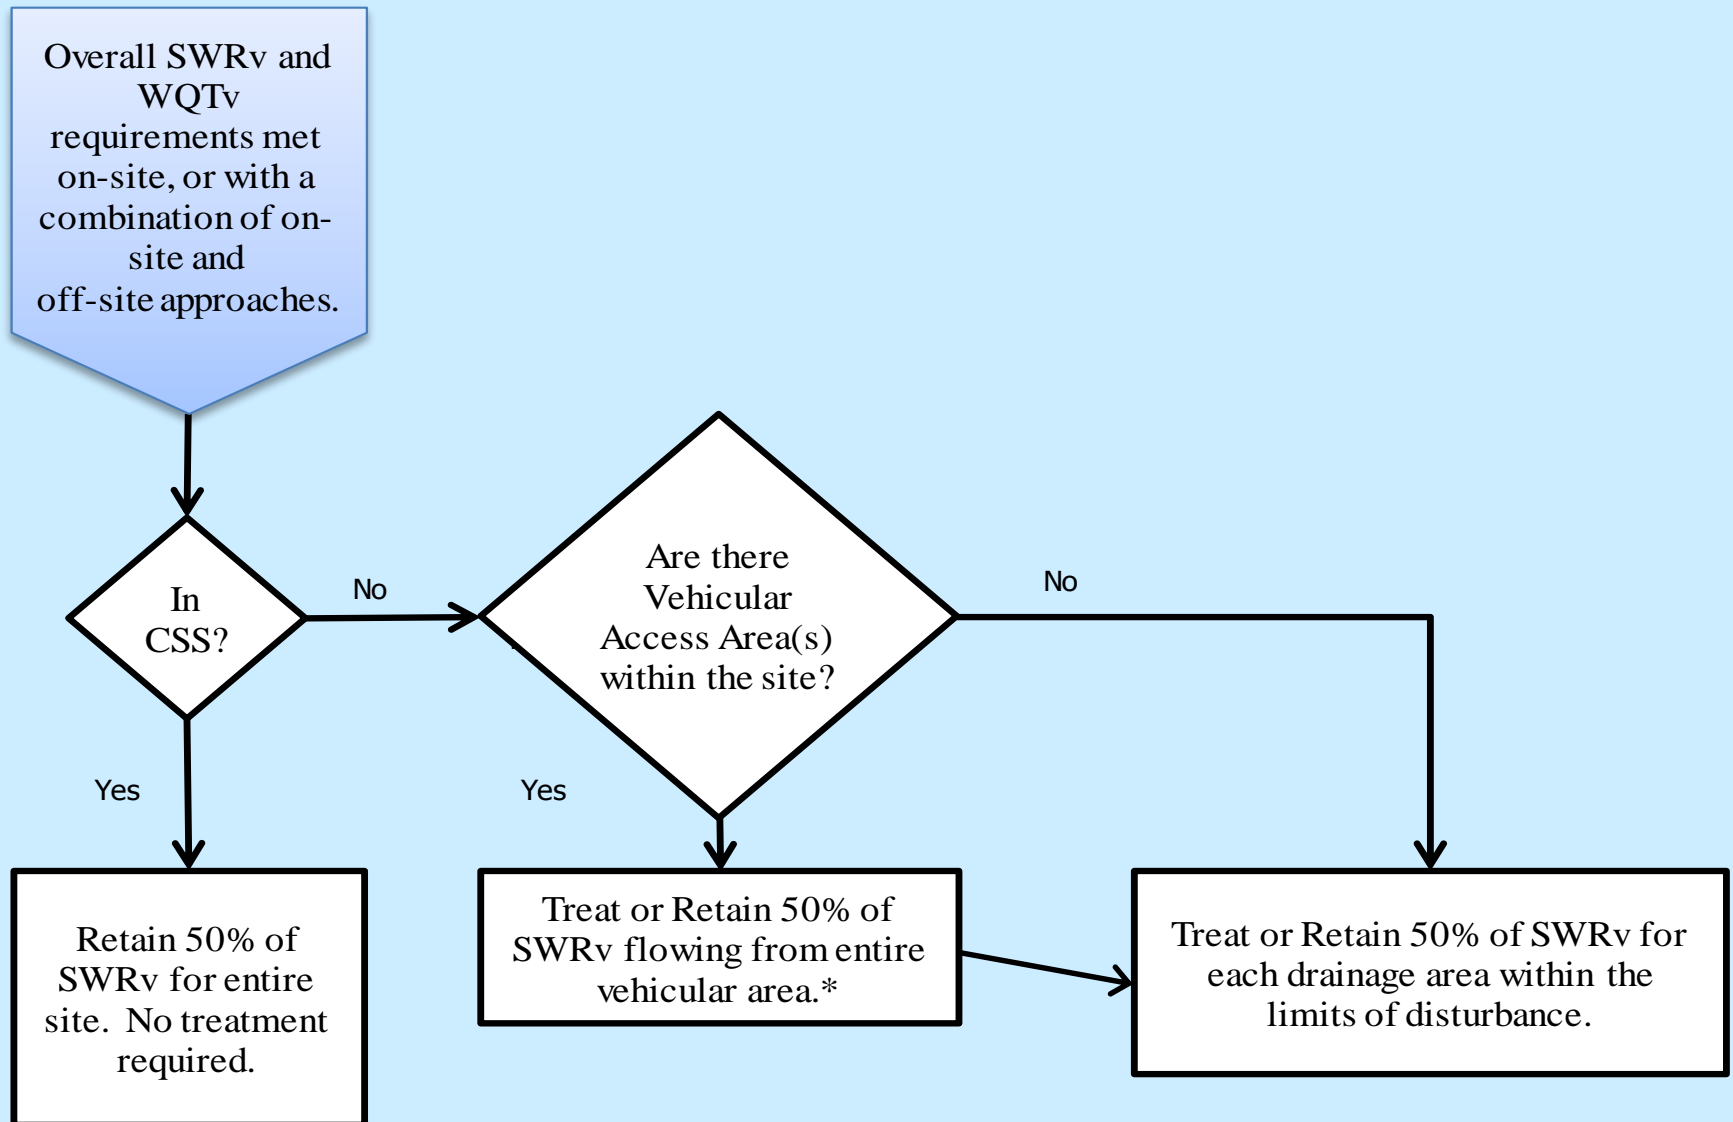 Overall SWRv and
WQTv
requirements met
on-site, or with a
combination of on-
site and
off-site approaches.
In
CSS?
No
Are there
Vehicular
Access Area(s)
within the site?
No
Yes
Yes
Retain 50% of
SWRv for entire
site. No treatment
required.
Treat or Retain 50% of
SWRv flowing from entire
vehicular area.*
Treat or Retain 50% of SWRv for
each drainage area within the
limits of disturbance.